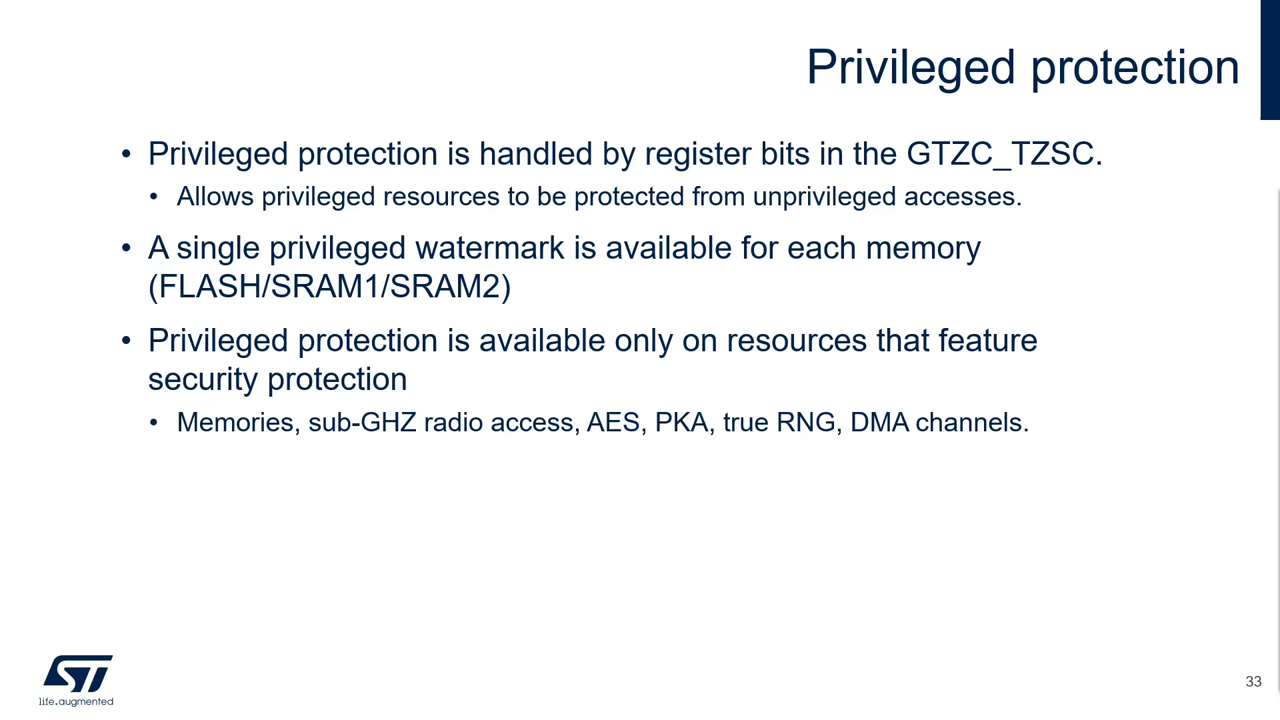 Privileged protection
• Privileged protection is handled by register bits in the GTZC_TZSC.
• Allows privileged resources to be protected from unprivileged accesses.
• A single privileged watermark is available for each memory
(FLASH/SRAM1/SRAM2)
• Privileged protection is available only on resources that feature
security protection
• Memories, sub-GHZ radio access, AES, PKA, true RNG, DMA channels.
ST
life.augmented
33